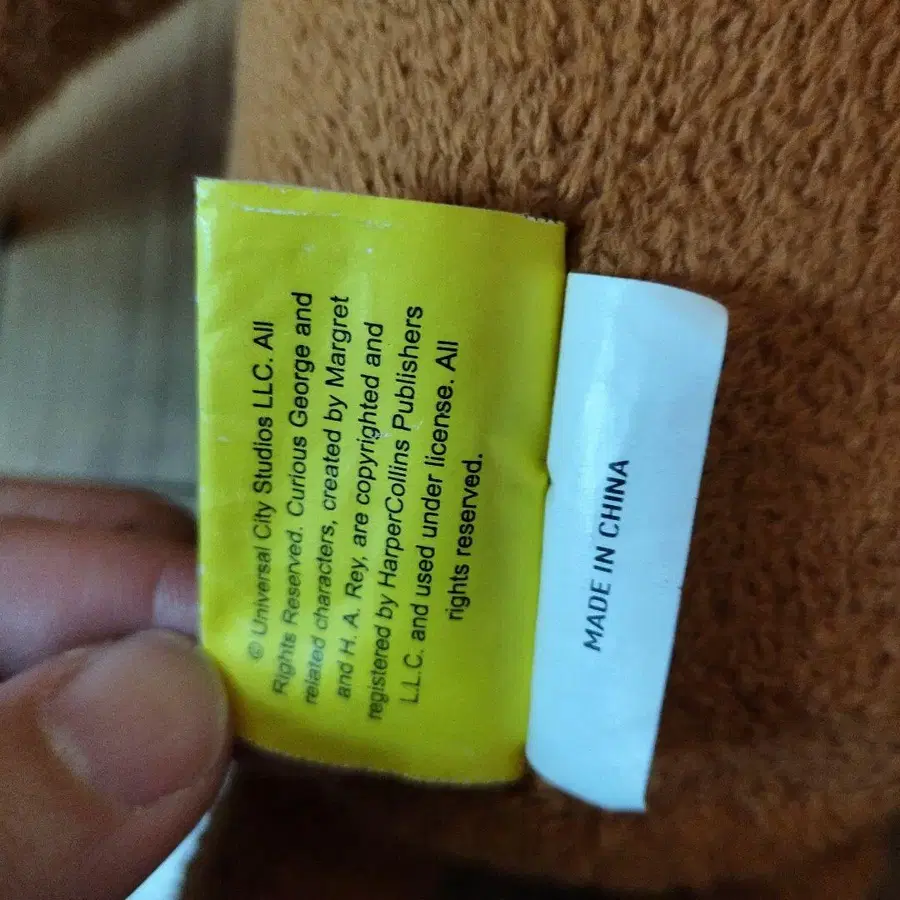 © Universal City Studios LLC. All
Rights Reserved. Curious George and
related characters, created by Margret
and H. A. Rey, are copyrighted and
registered by HarperCollins Publishers
L.L.C. and used under license. All
rights reserved.
MADE IN CHINA